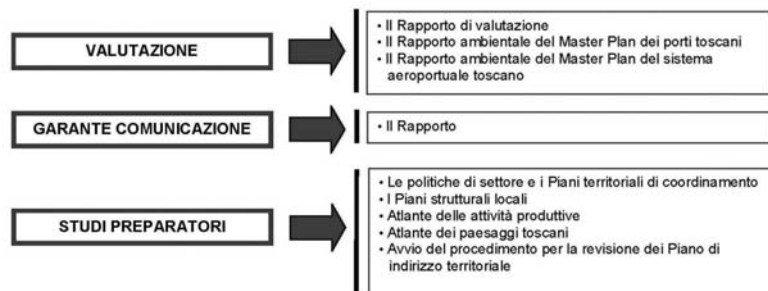 VALUTAZIONE
• Il Rapporto di valutazione
• Il Rapporto ambientale del Master Plan dei porti toscani
• Il Rapporto ambientale del Master Plan del sistema
aeroportuale toscano
GARANTE COMUNICAZIONE
• Il Rapporto
STUDI PREPARATORI
• Le politiche di settore e i Piani territoriali di coordinamento
• I Piani strutturali locali
• Atlante delle attività produttive
• Atlante dei paesaggi toscani
• Avvio del procedimento per la revisione dei Piano di
indirizzo territoriale